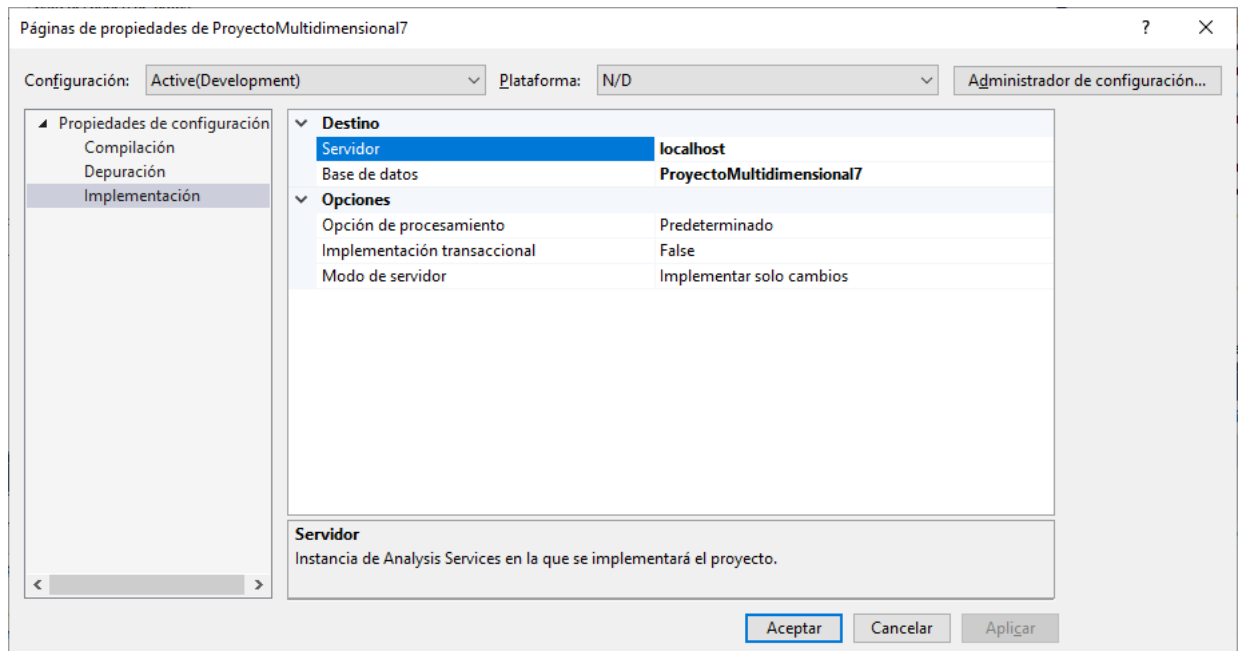 Páginas de propiedades de ProyectoMultidimensional7
?
Configuración: Active(Development) Plataforma: N/D Administrador de configuración...
Propiedades de configuración
Compilación
Depuración
Implementación
Destino
Servidor localhost
Base de datos ProyectoMultidimensional7
Opciones
Opción de procesamiento Predeterminado
Implementación transaccional False
Modo de servidor Implementar solo cambios
Servidor
Instancia de Analysis Services en la que se implementará el proyecto.
Aceptar Cancelar Aplicar